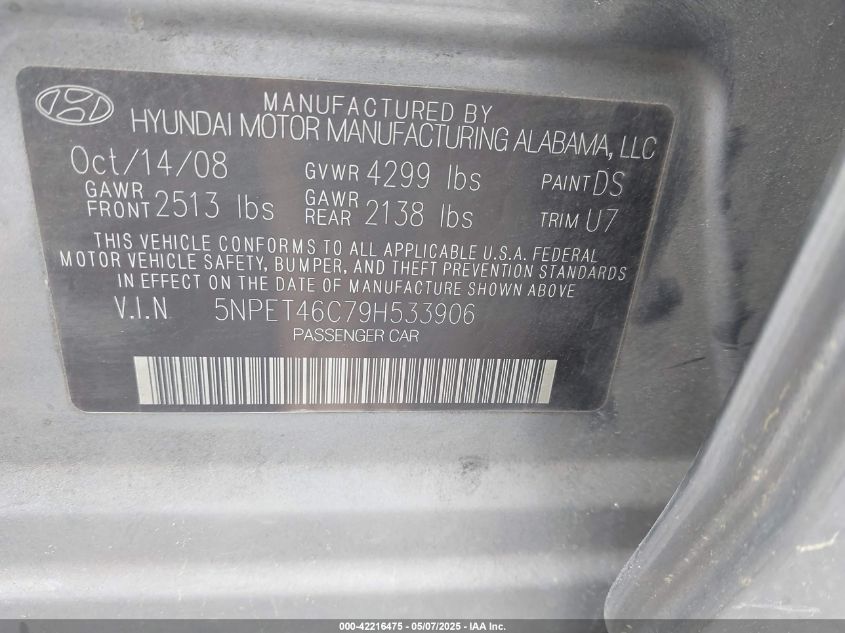 MANUFACTURED BY
HYUNDAI MOTOR MANUFACTURING ALABAMA, LLC
Oct/14/08 GVWR 4299 lbs PAINT DS
GAWR FRONT 2513 lbs GAWR REAR 2138 lbs TRIM U7
THIS VEHICLE CONFORMS TO ALL APPLICABLE U.S.A. FEDERAL
MOTOR VEHICLE SAFETY, BUMPER, AND THEFT PREVENTION STANDARDS
IN EFFECT ON THE DATE OF MANUFACTURE SHOWN ABOVE
V.I.N 5NPET46C79H533906
PASSENGER CAR
000-42216475 - 05/07/2025 - IAA Inc.